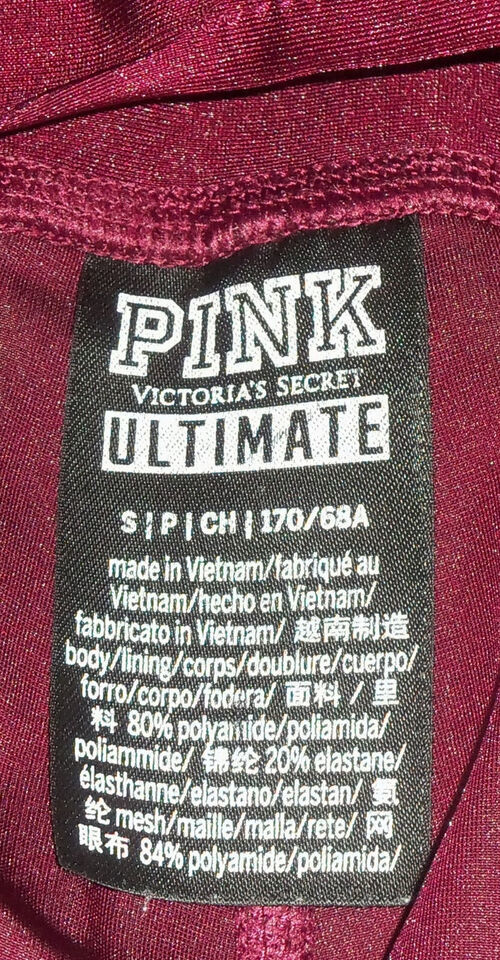 PINK
VICTORIA'S SECRET
ULTIMATE
S | P | CH | 170/68A
made in Vietnam/fabriqué au
Vietnam/hecho en Vietnam/
fabbricato in Vietnam/ 越南制造
body/lining/corps/doublure/cuerpo/
forro/corpo/fodera/ 面料 / 里
料 80% polyamide/poliamida/
poliammide/ 锦纶 20% elastane/
élasthanne/elastano/elastan/ 氨
纶 mesh/maille/malla/rete/ 网
眼布 84% polyamide/poliamida/